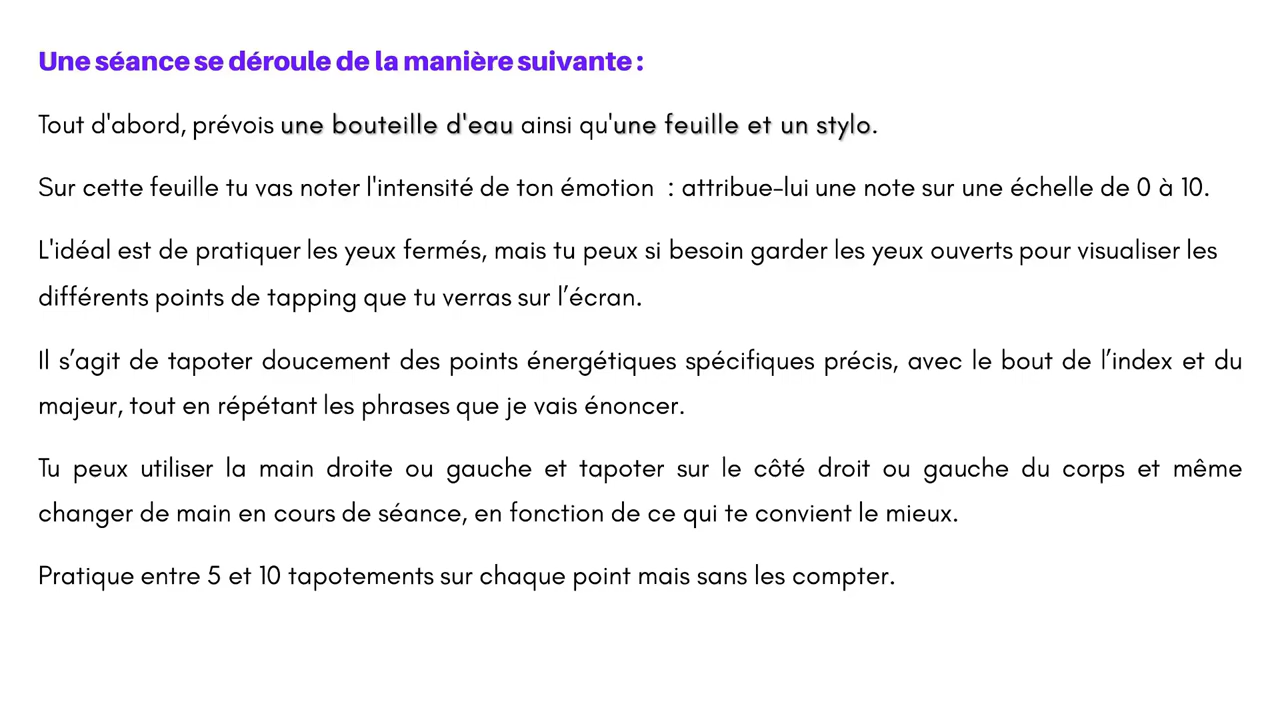 Une séance se déroule de la manière suivante :
Tout d'abord, prévois une bouteille d'eau ainsi qu'une feuille et un stylo.
Sur cette feuille tu vas noter l'intensité de ton émotion  : attribue-lui une note sur une échelle de 0 à 10.
L'idéal est de pratiquer les yeux fermés, mais tu peux si besoin garder les yeux ouverts pour visualiser les
différents points de tapping que tu verras sur l’écran.
Il s’agit de tapoter doucement des points énergétiques spécifiques précis, avec le bout de l’index et du
majeur, tout en répétant les phrases que je vais énoncer.
Tu peux utiliser la main droite ou gauche et tapoter sur le côté droit ou gauche du corps et même
changer de main en cours de séance, en fonction de ce qui te convient le mieux.
Pratique entre 5 et 10 tapotements sur chaque point mais sans les compter.